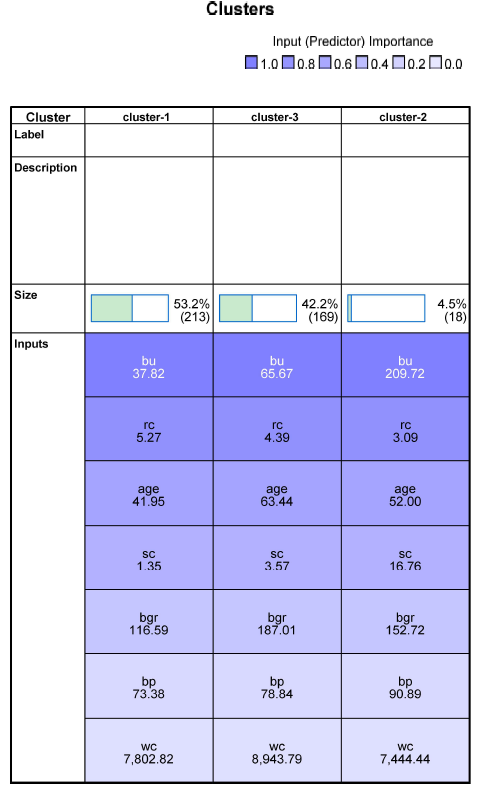 Clusters
Input (Predictor) Importance
1.0 0.8 0.6 0.4 0.2 0.0
Cluster cluster-1 cluster-3 cluster-2
Label
Description
Size 53.2% 42.2% 4.5%
(213) (169) (18)
Inputs
bu bu bu
37.82 65.67 209.72
rc rc rc
5.27 4.39 3.09
age age age
41.95 63.44 52.00
sc sc sc
1.35 3.57 16.76
bgr bgr bgr
116.59 187.01 152.72
bp bp bp
73.38 78.84 90.89
wc wc wc
7,802.82 8,943.79 7,444.44